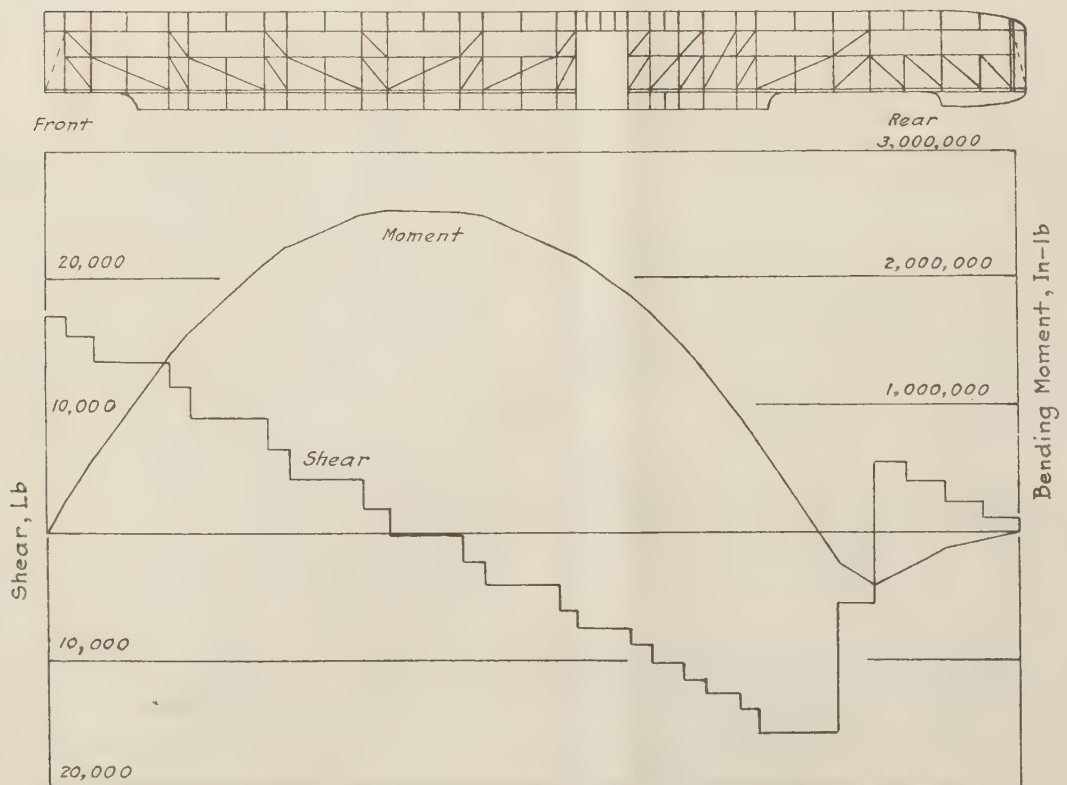 Front
Rear
3,000,000
Moment
20,000
2,000,000
10,000
1,000,000
Shear
Shear, Lb
Bending Moment, In-lb
10,000
20,000